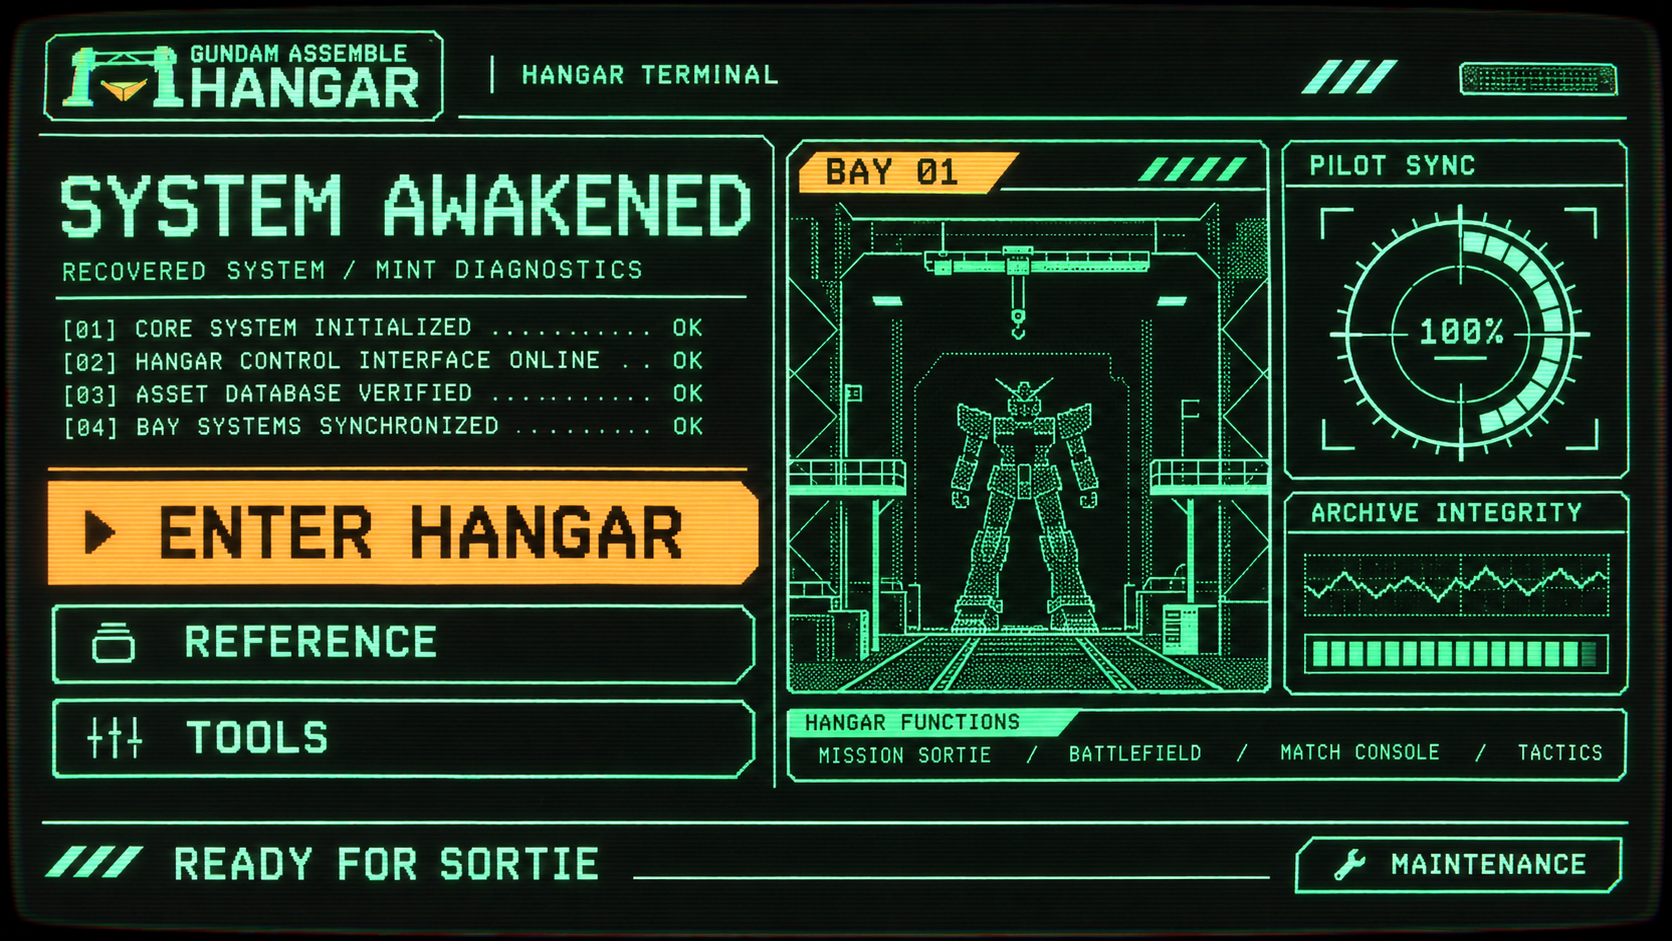 GUNDAM ASSEMBLE
HANGAR
HANGAR TERMINAL
SYSTEM AWAKENED
RECOVERED SYSTEM / MINT DIAGNOSTICS
[01] CORE SYSTEM INITIALIZED ........... OK
[02] HANGAR CONTROL INTERFACE ONLINE .. OK
[03] ASSET DATABASE VERIFIED ........... OK
[04] BAY SYSTEMS SYNCHRONIZED ......... OK
ENTER HANGAR
REFERENCE
TOOLS
BAY 01
PILOT SYNC
100%
ARCHIVE INTEGRITY
HANGAR FUNCTIONS
MISSION SORTIE / BATTLEFIELD / MATCH CONSOLE / TACTICS
READY FOR SORTIE
MAINTENANCE